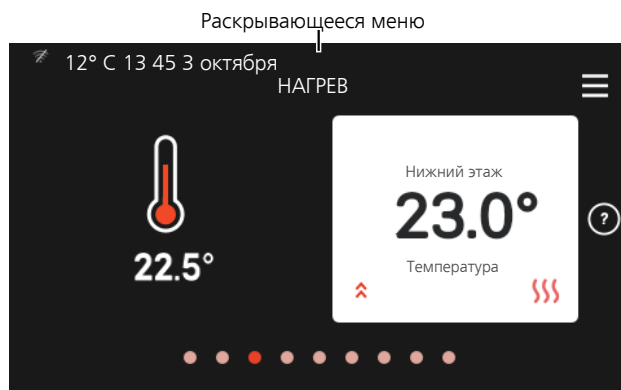 Раскрывающееся меню
12° C 13 45 3 октября
НАГРЕВ
Нижний этаж
23.0°
Температура
22.5°
?